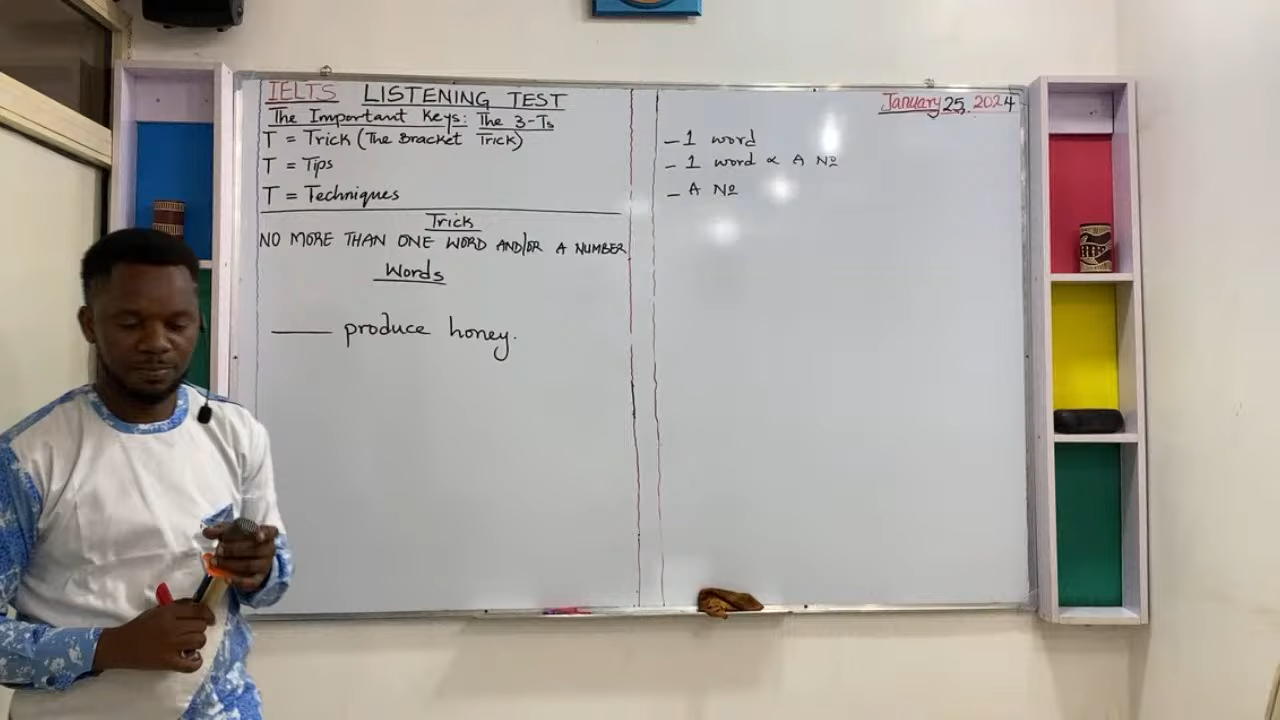 IELTS LISTENING TEST
The Important Keys: The 3-Ts
T = Trick (The Bracket Trick)
T = Tips
T = Techniques
Trick
NO MORE THAN ONE WORD AND/OR A NUMBER
Words
____ produce honey.
January 25, 2024
- 1 word
- 1 word ∝ A No
- A No